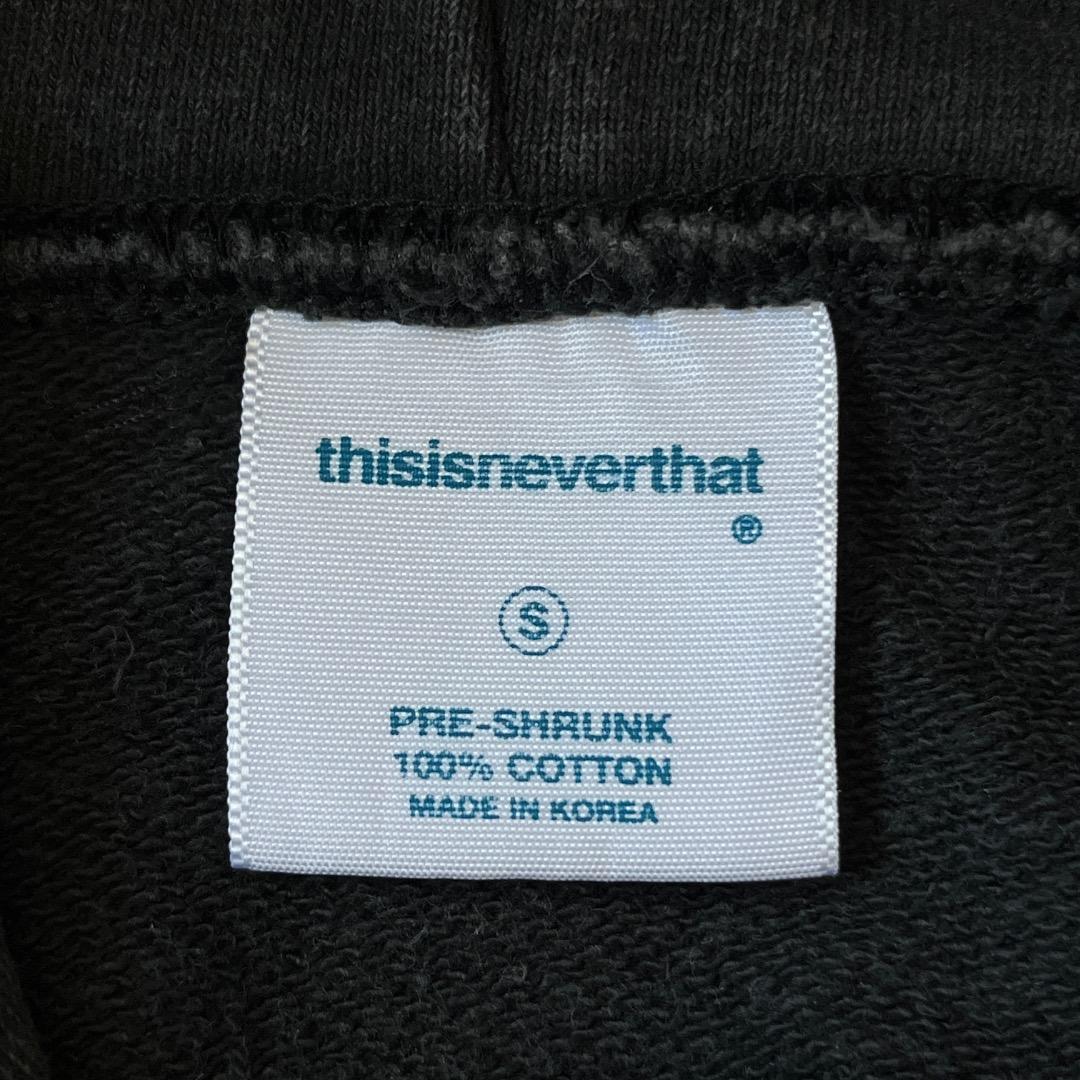 thisisneverthat
®
S
PRE-SHRUNK
100% COTTON
MADE IN KOREA